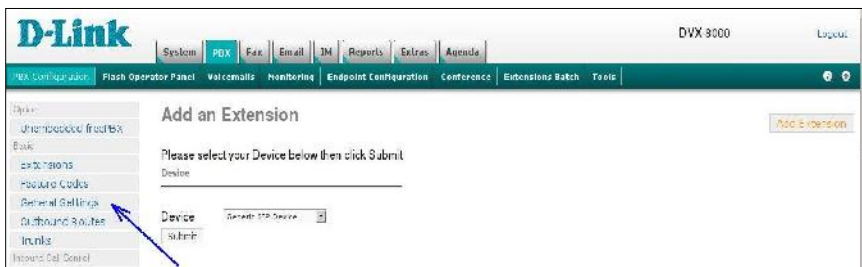 D-Link
DVX-8000
Logout
System PBX Fax Email IM Reports Extras Agenda
PBX Configuration Flash Operator Panel Voicemails Monitoring Endpoint Configuration Conference Extensions Batch Tools
Option
Unembedded freePBX
Basic
Extensions
Feature Codes
General Settings
Outbound Routes
Trunks
Inbound Call Control
Add an Extension
Add Extension
Please select your Device below then click Submit
Device
Device Generic SIP Device
Submit